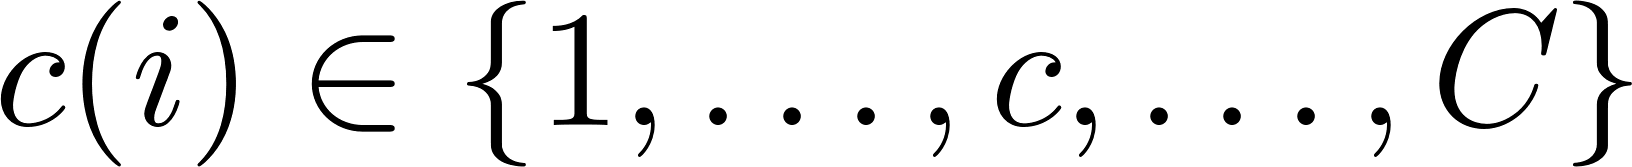 c(i) ∈ {1, . . . , c, . . . , C}